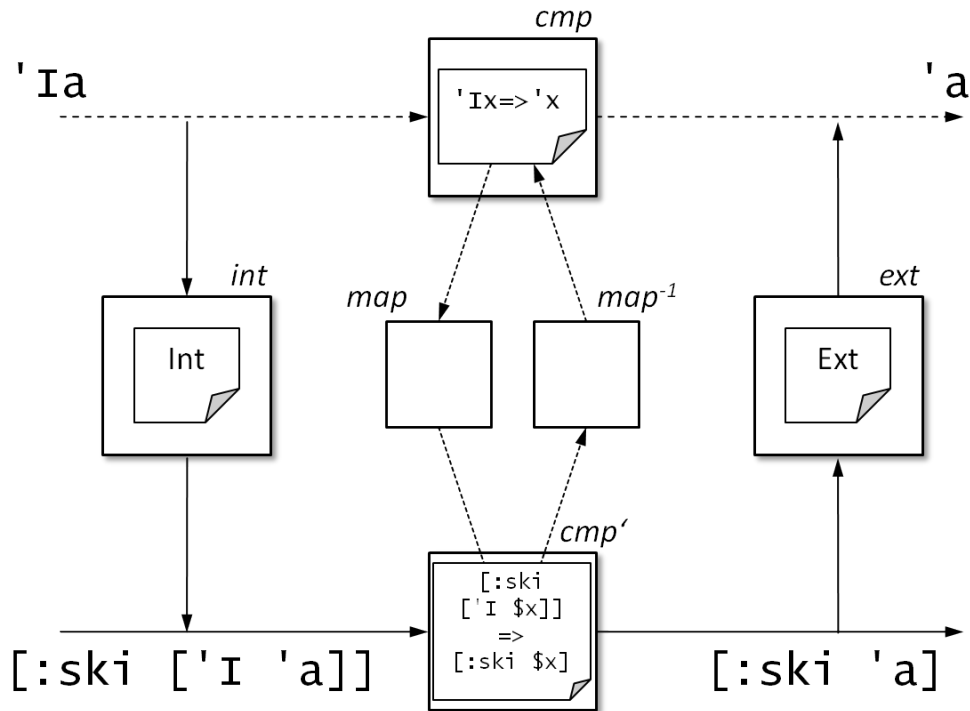 cmp
'Ia
'a
'Ix=>'x
int
map
map-1
ext
Int
Ext
cmp‘
[:ski
['I $x]]
=>
[:ski $x]
[:ski ['I 'a]]
[:ski 'a]